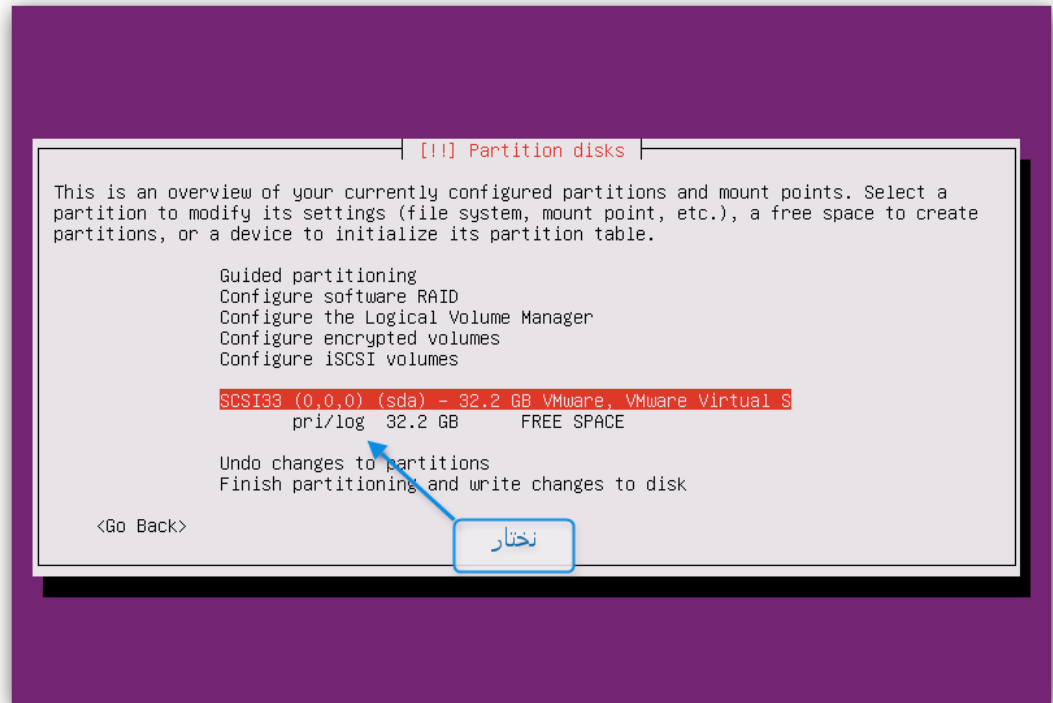 [!!] Partition disks
This is an overview of your currently configured partitions and mount points. Select a
partition to modify its settings (file system, mount point, etc.), a free space to create
partitions, or a device to initialize its partition table.
Guided partitioning
Configure software RAID
Configure the Logical Volume Manager
Configure encrypted volumes
Configure iSCSI volumes
SCSI33 (0,0,0) (sda) - 32.2 GB VMware, VMware Virtual S
pri/log 32.2 GB FREE SPACE
Undo changes to partitions
Finish partitioning and write changes to disk
<Go Back>
نختار